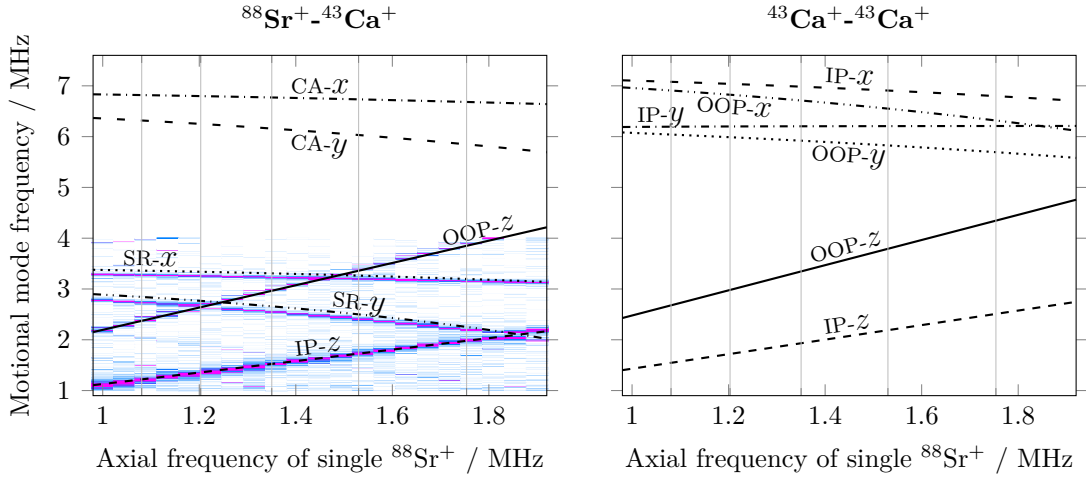 ⁸⁸Sr⁺-⁴³Ca⁺
Motional mode frequency / MHz
7
6
5
4
3
2
1
CA-x
CA-y
OOP-z
SR-x
SR-y
IP-z
1 1.2 1.4 1.6 1.8
Axial frequency of single ⁸⁸Sr⁺ / MHz
⁴³Ca⁺-⁴³Ca⁺
IP-x
OOP-x
IP-y
OOP-y
OOP-z
IP-z
1 1.2 1.4 1.6 1.8
Axial frequency of single ⁸⁸Sr⁺ / MHz